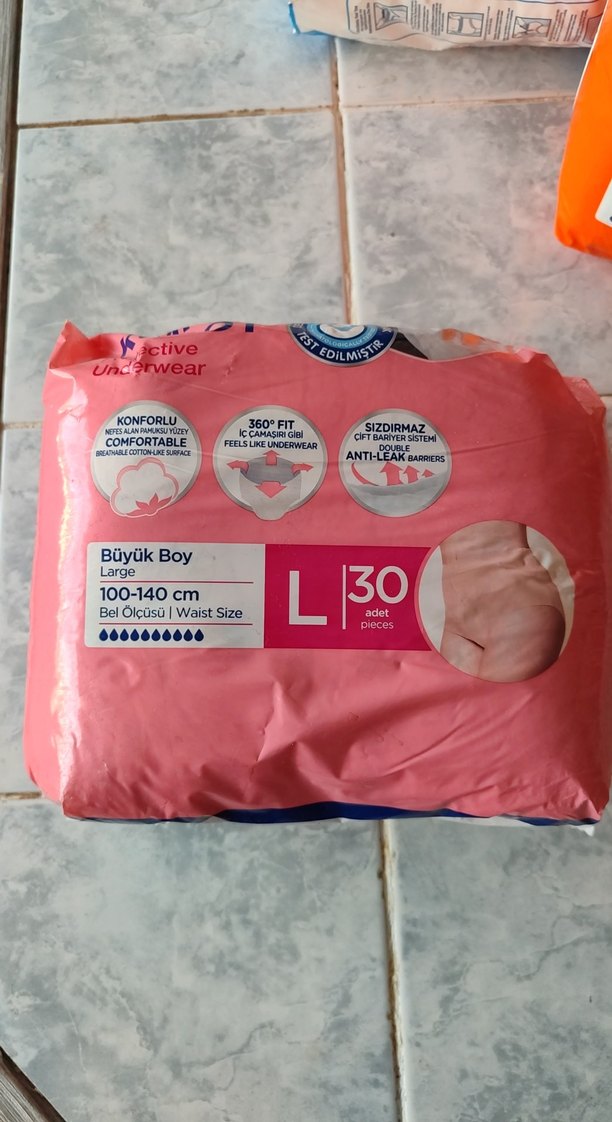 ective
Underwear
TEST EDİLMİŞTİR
KONFORLU
NEFES ALAN PAMUKSU YÜZEY
COMFORTABLE
BREATHABLE COTTON-LIKE SURFACE
360° FIT
İÇ ÇAMAŞIRI GİBİ
FEELS LIKE UNDERWEAR
SIZDIRMAZ
ÇİFT BARİYER SİSTEMİ
DOUBLE
ANTI-LEAK BARRIERS
Büyük Boy
Large
100-140 cm
Bel Ölçüsü | Waist Size
L
30
adet
pieces